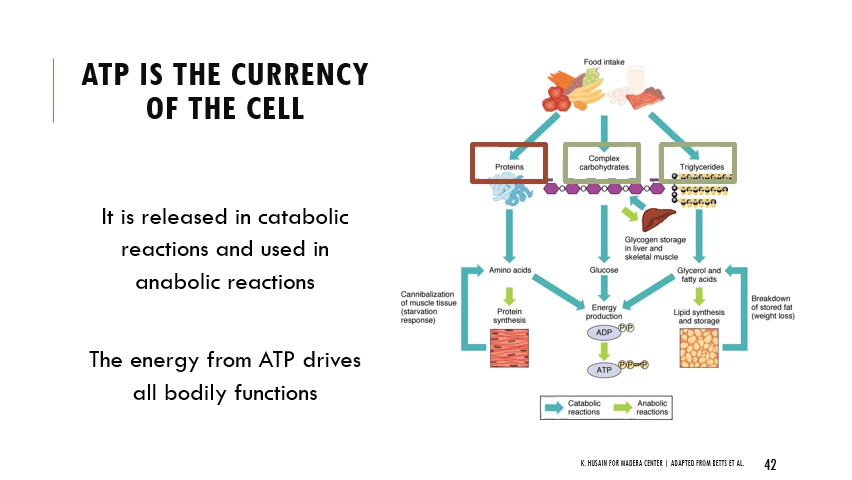 ATP IS THE CURRENCY
OF THE CELL
It is released in catabolic
reactions and used in
anabolic reactions
The energy from ATP drives
all bodily functions
Food intake
Proteins
Complex
carbohydrates
Triglycerides
Glycogen storage
in liver and
skeletal muscle
Amino acids
Glucose
Glycerol and
fatty acids
Cannibalization
of muscle tissue
(starvation
response)
Protein
synthesis
Energy
production
Lipid synthesis
and storage
Breakdown
of stored fat
(weight loss)
ADP
P P
ATP
P P P
Catabolic
reactions
Anabolic
reactions
K. HUSAIN FOR MADERA CENTER | ADAPTED FROM BETTS ET AL.
42